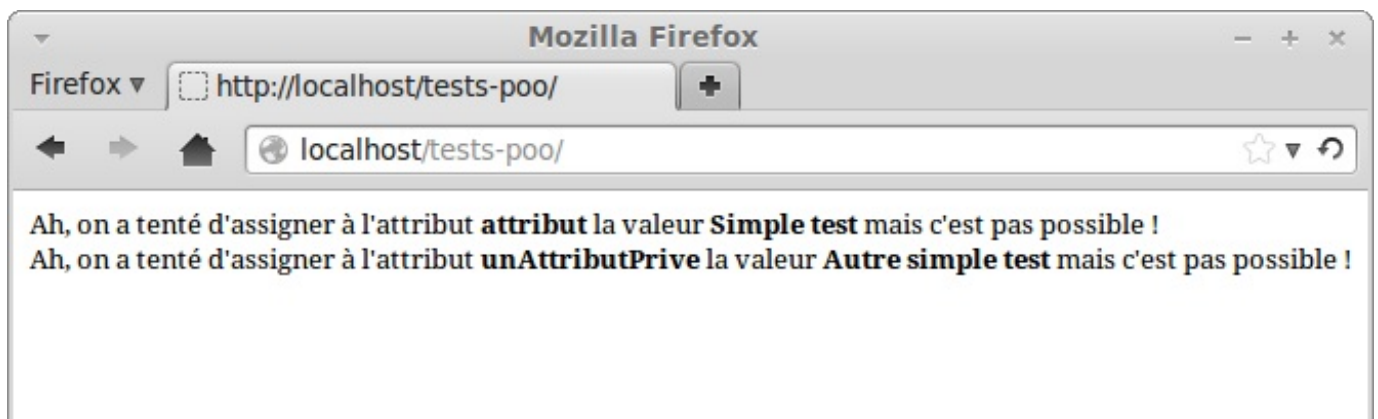 Mozilla Firefox
Firefox
http://localhost/tests-poo/
localhost/tests-poo/
Ah, on a tenté d'assigner à l'attribut attribut la valeur Simple test mais c'est pas possible !
Ah, on a tenté d'assigner à l'attribut unAttributPrive la valeur Autre simple test mais c'est pas possible !